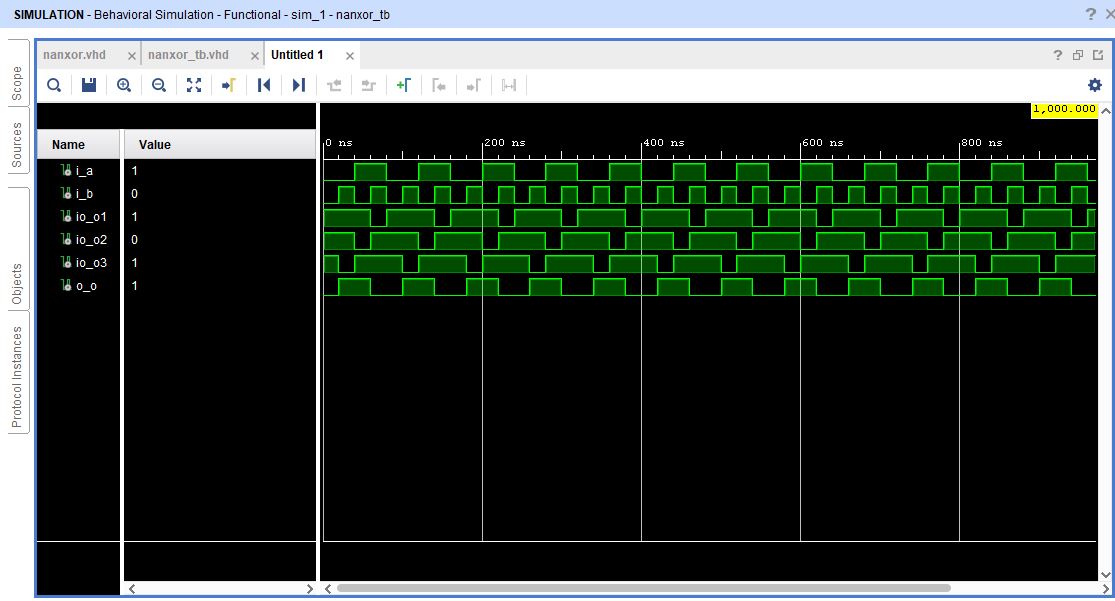 SIMULATION - Behavioral Simulation - Functional - sim_1 - nanxor_tb
nanxor.vhd
nanxor_tb.vhd
Untitled 1
Scope
Sources
Objects
Protocol Instances
1,000.000
Name Value
0 ns 200 ns 400 ns 600 ns 800 ns
i_a 1
i_b 0
io_o1 1
io_o2 0
io_o3 1
o_o 1